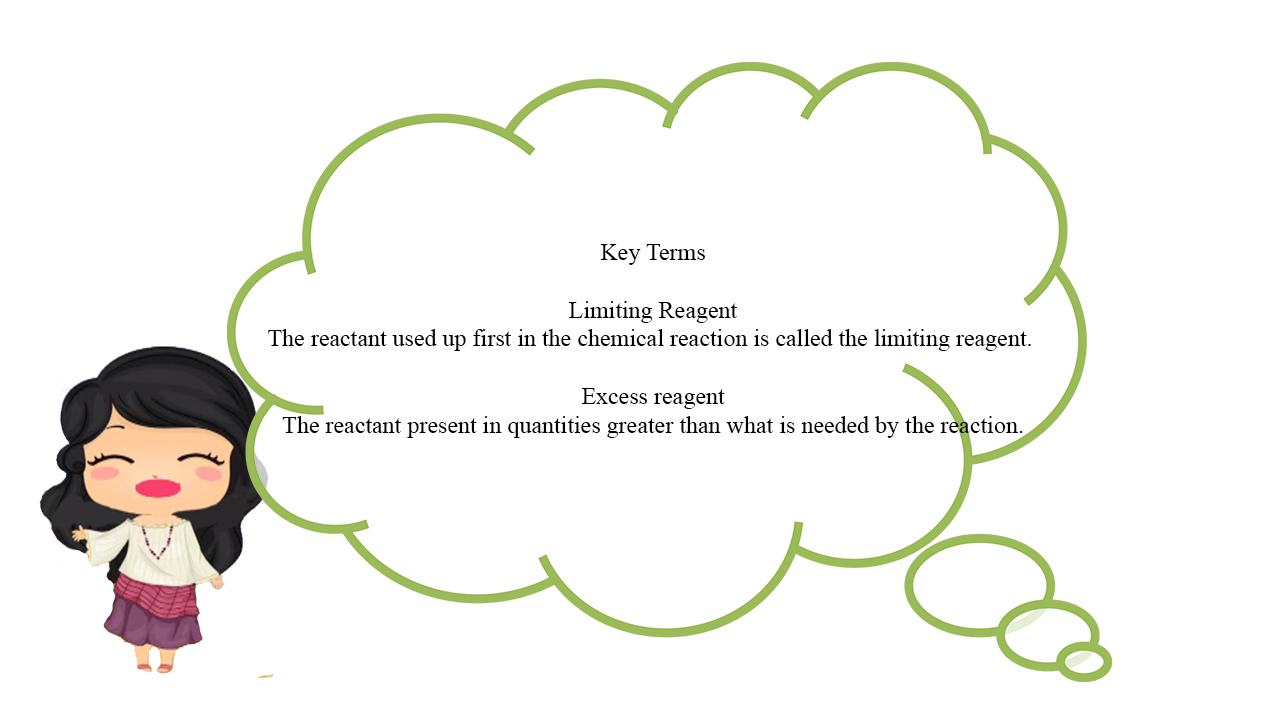 Key Terms
Limiting Reagent
The reactant used up first in the chemical reaction is called the limiting reagent.
Excess reagent
The reactant present in quantities greater than what is needed by the reaction.